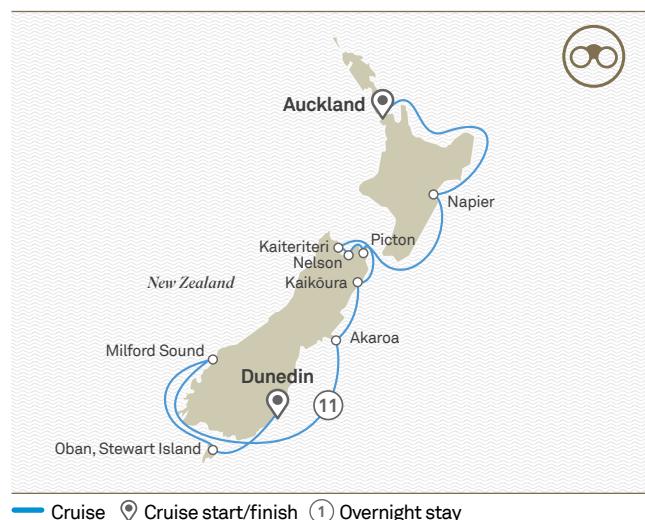 Auckland
Napier
Picton
Kaiteriteri
Nelson
New Zealand
Kaikōura
Akaroa
Milford Sound
Dunedin
11
Oban, Stewart Island
Cruise Cruise start/finish 1 Overnight stay